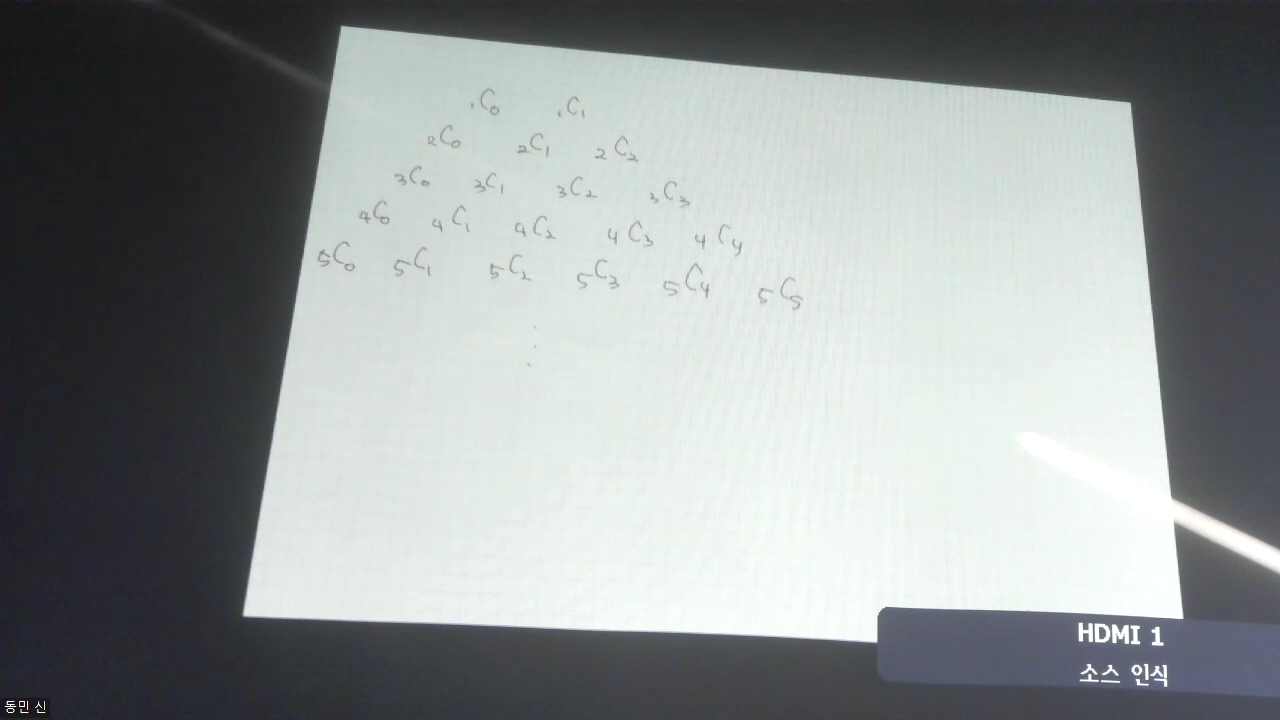 ₁C₀ ₁C₁
₂C₀ ₂C₁ ₂C₂
₃C₀ ₃C₁ ₃C₂ ₃C₃
₄C₀ ₄C₁ ₄C₂ ₄C₃ ₄C₄
₅C₀ ₅C₁ ₅C₂ ₅C₃ ₅C₄ ₅C₅
⋮
HDMI 1
소스 인식
동민 신